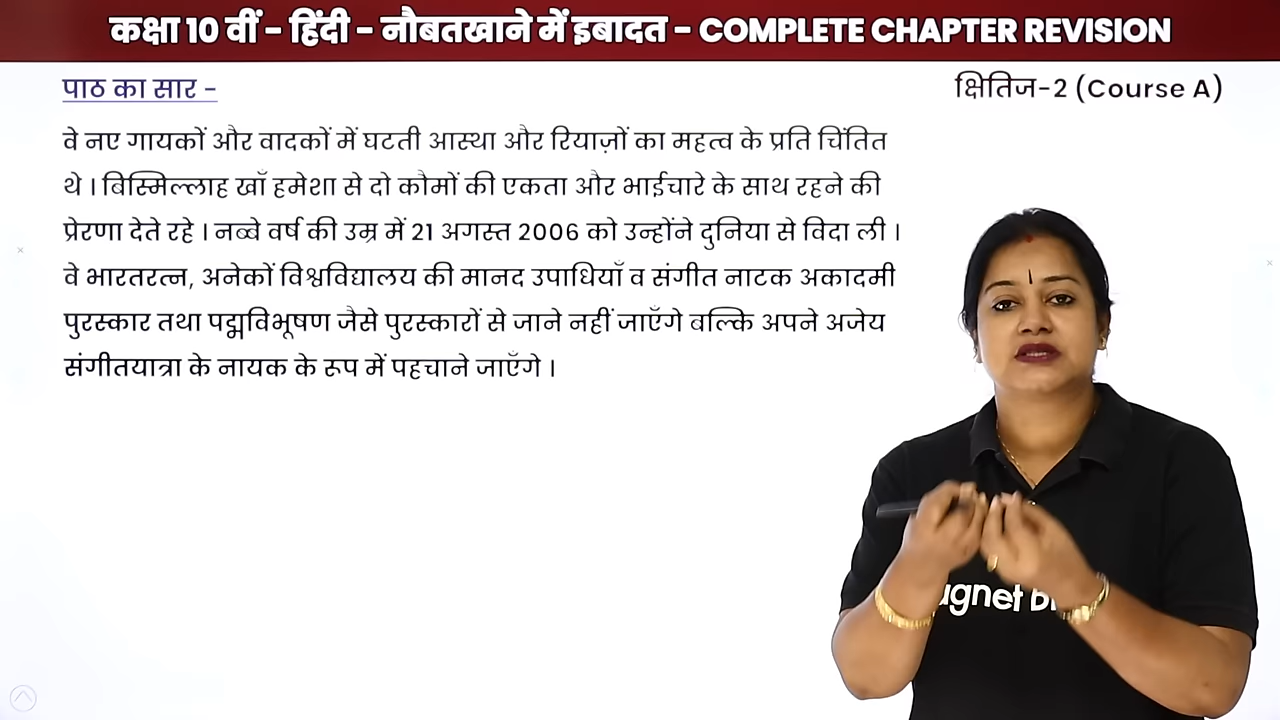 कक्षा 10 वीं - हिंदी - नौबतखाने में इबादत - COMPLETE CHAPTER REVISION
पाठ का सार -
क्षितिज-2 (Course A)
वे नए गायकों और वादकों में घटती आस्था और रियाज़ों का महत्व के प्रति चिंतित
थे। बिस्मिल्लाह खाँ हमेशा से दो कौमों की एकता और भाईचारे के साथ रहने की
प्रेरणा देते रहे। नब्बे वर्ष की उम्र में 21 अगस्त 2006 को उन्होंने दुनिया से विदा ली।
वे भारतरत्न, अनेकों विश्वविद्यालय की मानद उपाधियाँ व संगीत नाटक अकादमी
पुरस्कार तथा पद्मविभूषण जैसे पुरस्कारों से जाने नहीं जाएँगे बल्कि अपने अजेय
संगीतयात्रा के नायक के रूप में पहचाने जाएँगे।